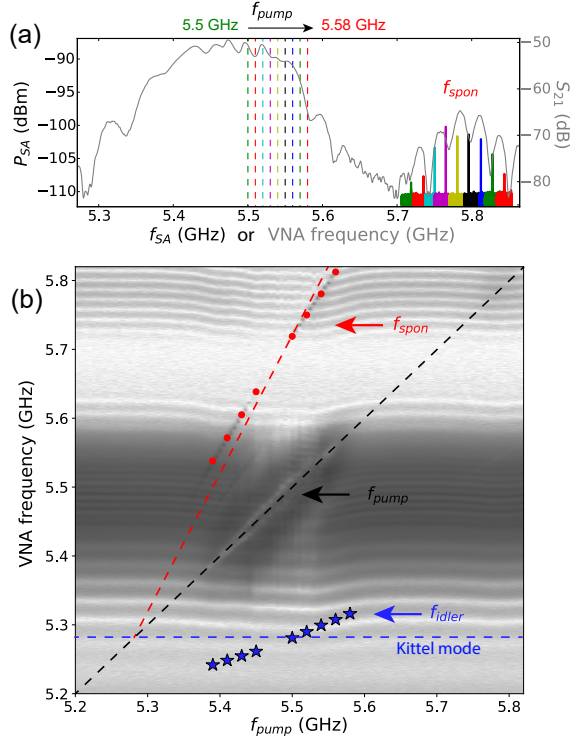 (a)
5.5 GHz
f_pump
5.58 GHz
P_SA (dBm)
−90
−95
−100
−105
−110
f_spon
−50
−60
−70
−80
S_21 (dB)
5.3 5.4 5.5 5.6 5.7 5.8
f_SA (GHz) or VNA frequency (GHz)
(b)
VNA frequency (GHz)
5.8
5.7
5.6
5.5
5.4
5.3
5.2
f_spon
f_pump
f_idler
Kittel mode
5.2 5.3 5.4 5.5 5.6 5.7 5.8
f_pump (GHz)